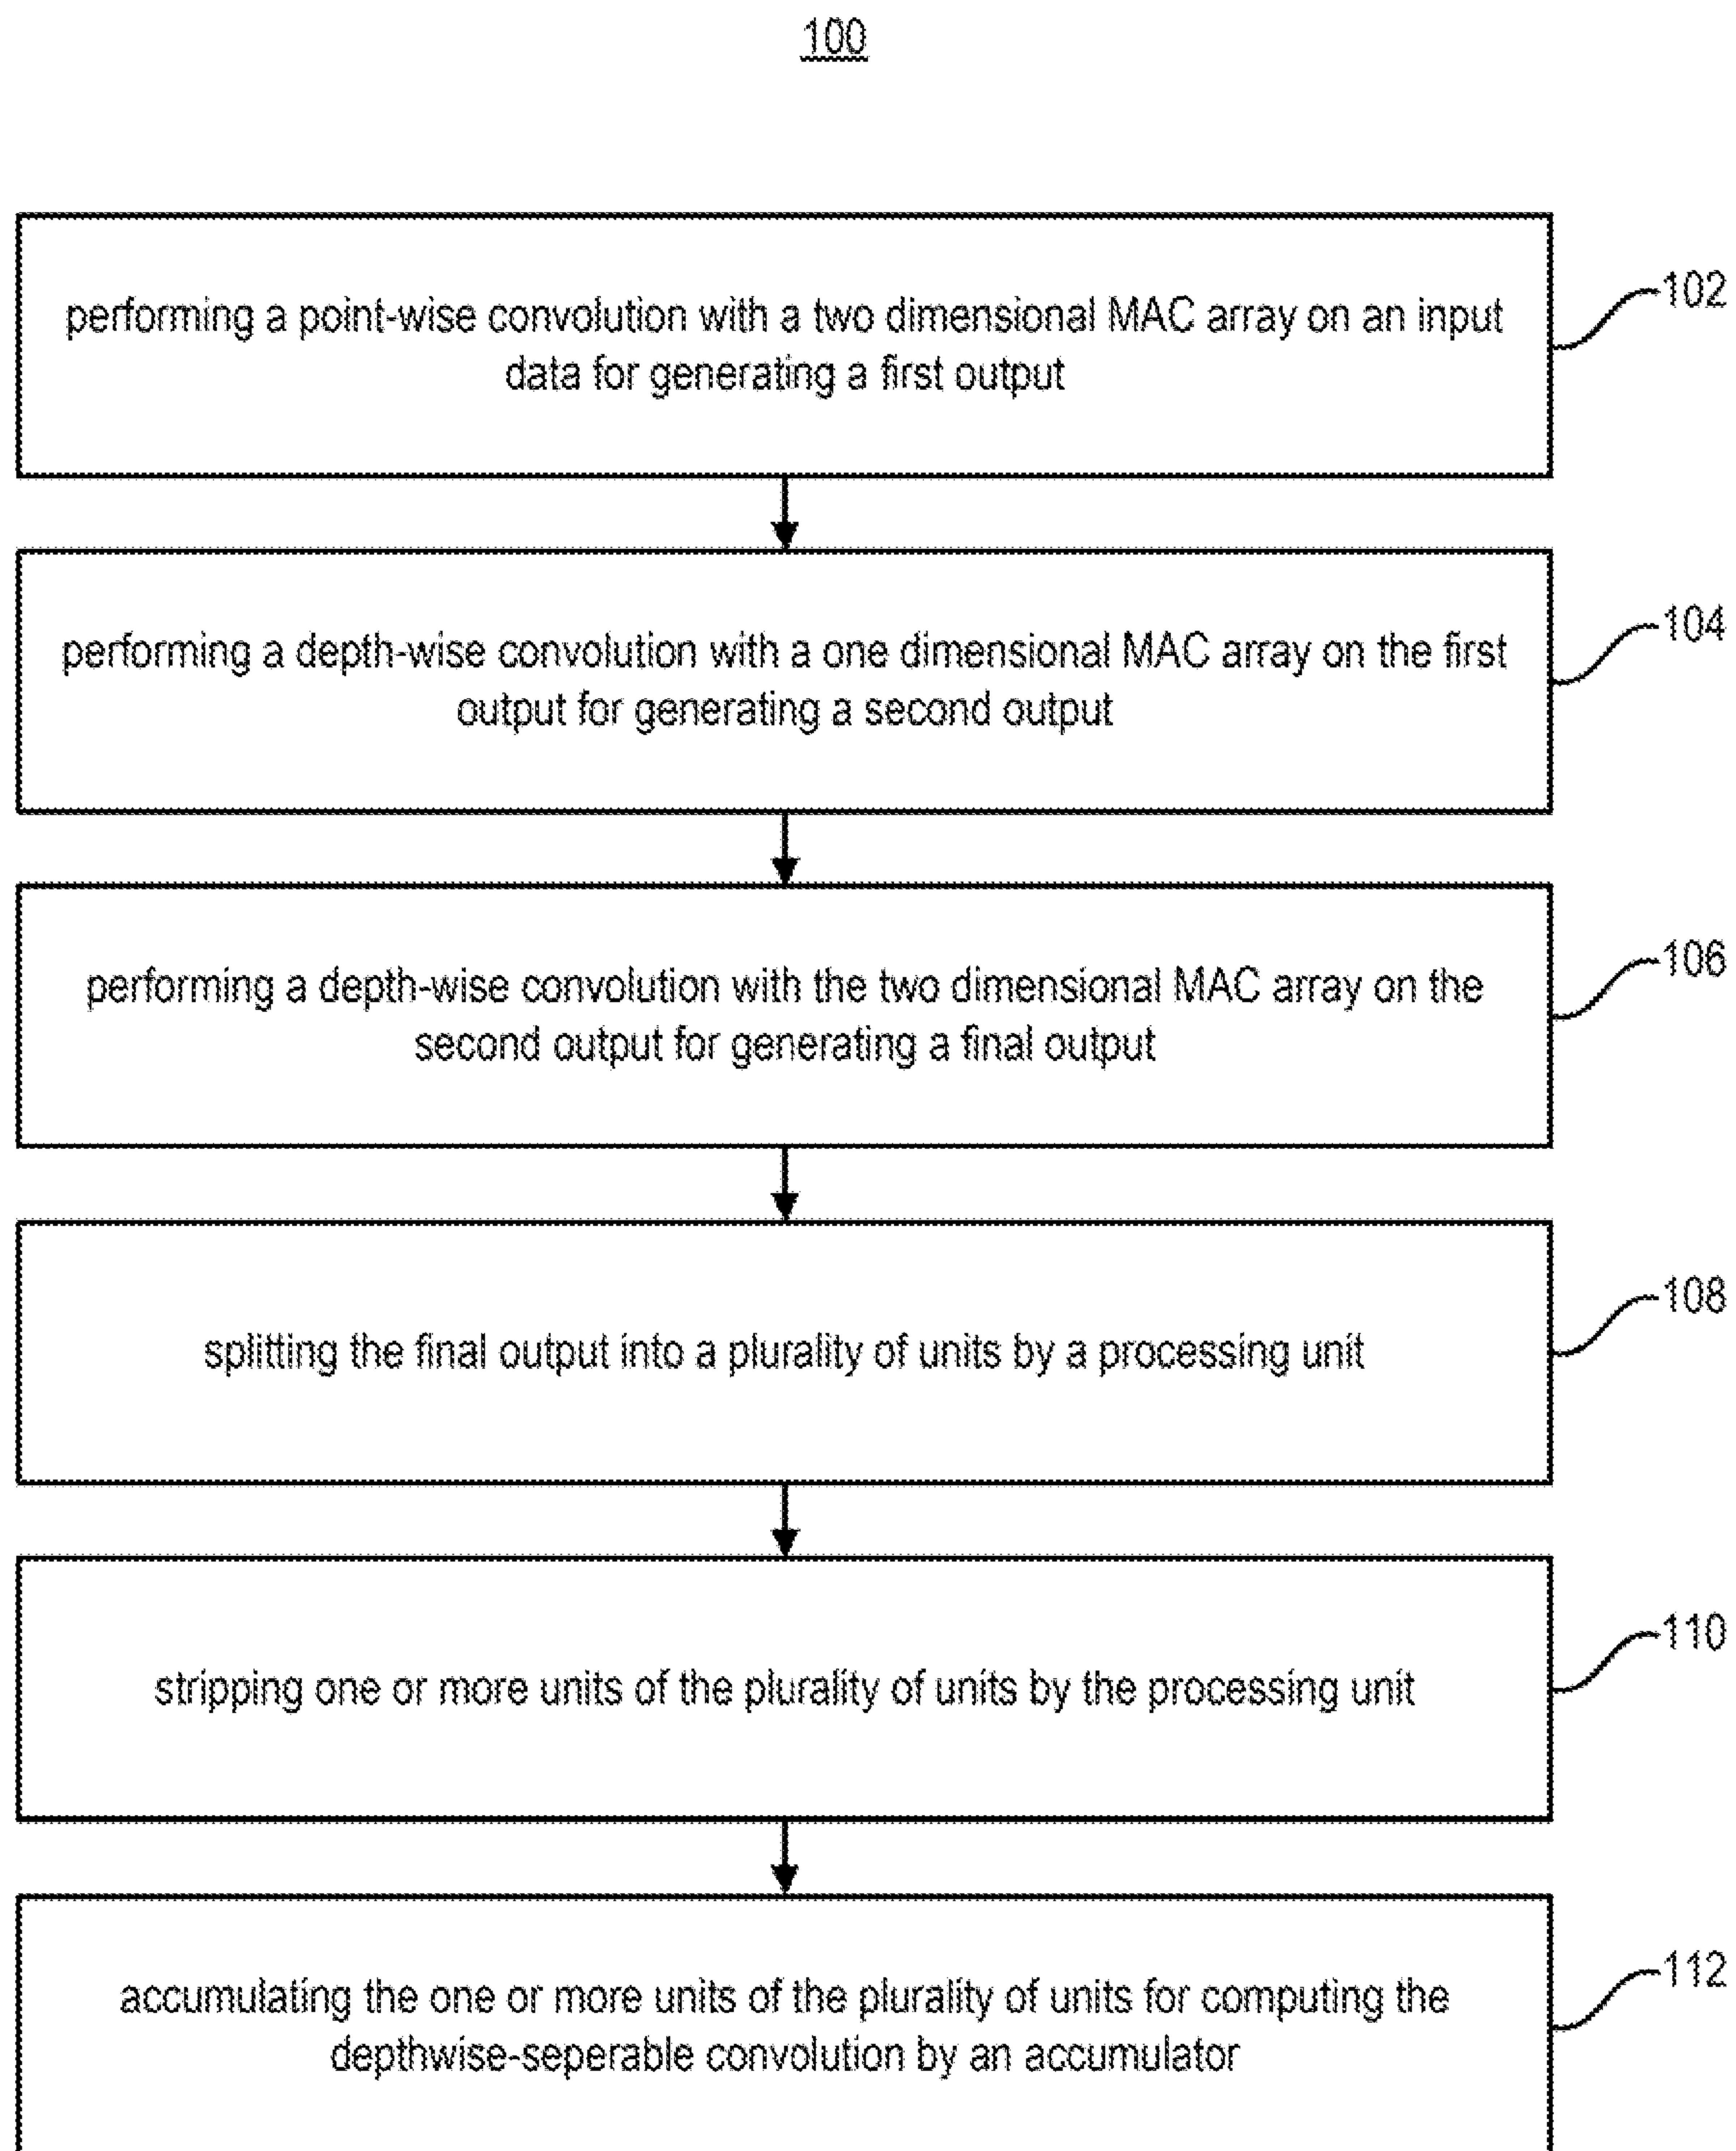 100
performing a point-wise convolution with a two dimensional MAC array on an input
data for generating a first output
102
performing a depth-wise convolution with a one dimensional MAC array on the first
output for generating a second output
104
performing a depth-wise convolution with the two dimensional MAC array on the
second output for generating a final output
106
splitting the final output into a plurality of units by a processing unit
108
stripping one or more units of the plurality of units by the processing unit
110
accumulating the one or more units of the plurality of units for computing the
depthwise-seperable convolution by an accumulator
112